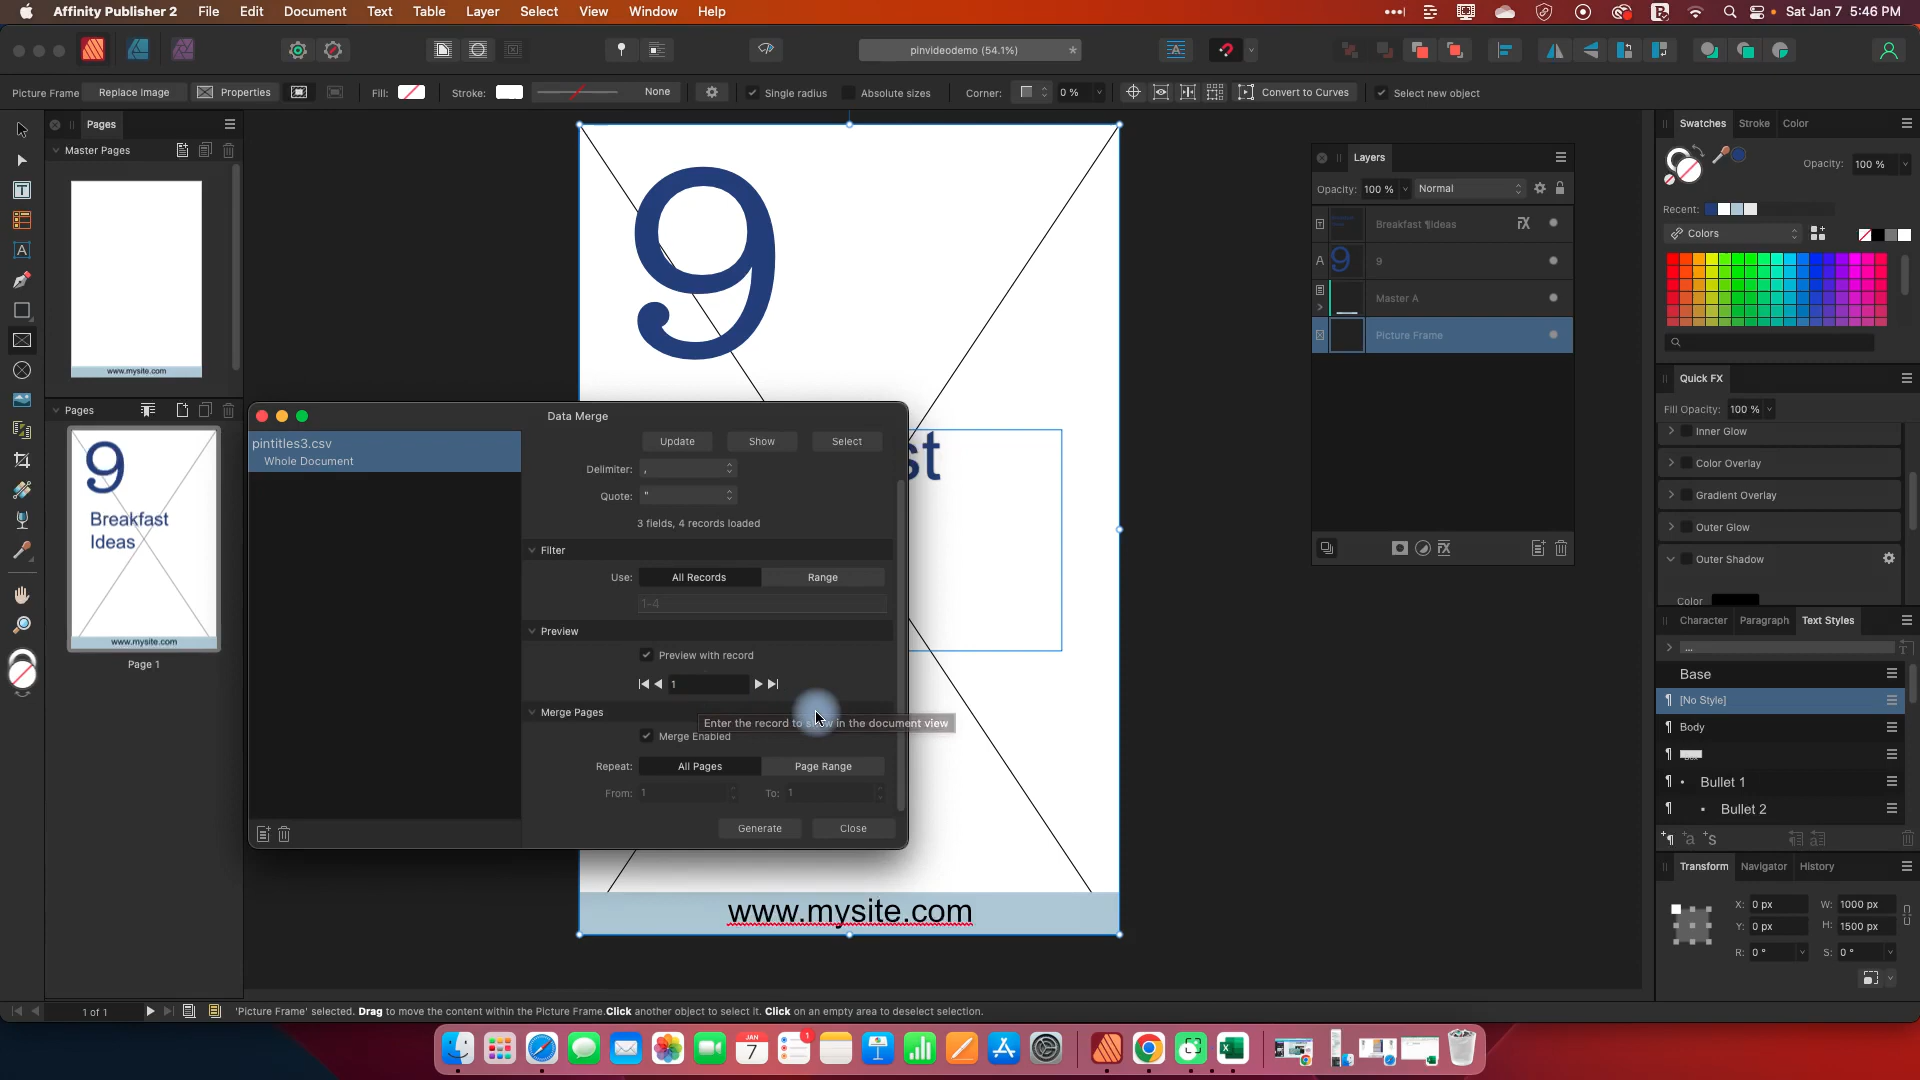 Affinity Publisher 2 File Edit Document Text Table Layer Select View Window Help Sat Jan 7 5:46 PM
pinvideodemo (54.1%) *
Picture Frame Replace Image Properties Fill: Stroke: None Single radius Absolute sizes Corner: 0 % Convert to Curves Select new object
Pages
Master Pages
www.mysite.com
Pages
9
Breakfast
Ideas
www.mysite.com
Page 1
9
st
www.mysite.com
Data Merge
pintitles3.csv
Whole Document
Update Show Select
Delimiter: ,
Quote: "
3 fields, 4 records loaded
Filter
Use: All Records Range
1-4
Preview
Preview with record
1
Merge Pages
Enter the record to show in the document view
Merge Enabled
Repeat: All Pages Page Range
From: 1 To: 1
Generate Close
Layers
Opacity: 100 % Normal
Breakfast ¶Ideas
A 9 9
Master A
Picture Frame
Swatches Stroke Color
Opacity: 100 %
Recent:
Colors
Quick FX
Fill Opacity: 100 %
Inner Glow
Color Overlay
Gradient Overlay
Outer Glow
Outer Shadow
Color
Character Paragraph Text Styles
...
Base
¶ [No Style]
¶ Body
¶ • Bullet 1
¶ • Bullet 2
Transform Navigator History
X: 0 px W: 1000 px
Y: 0 px H: 1500 px
R: 0 ° S: 0 °
1 of 1 'Picture Frame' selected. Drag to move the content within the Picture Frame.Click another object to select it. Click on an empty area to deselect selection.
JAN
7
1